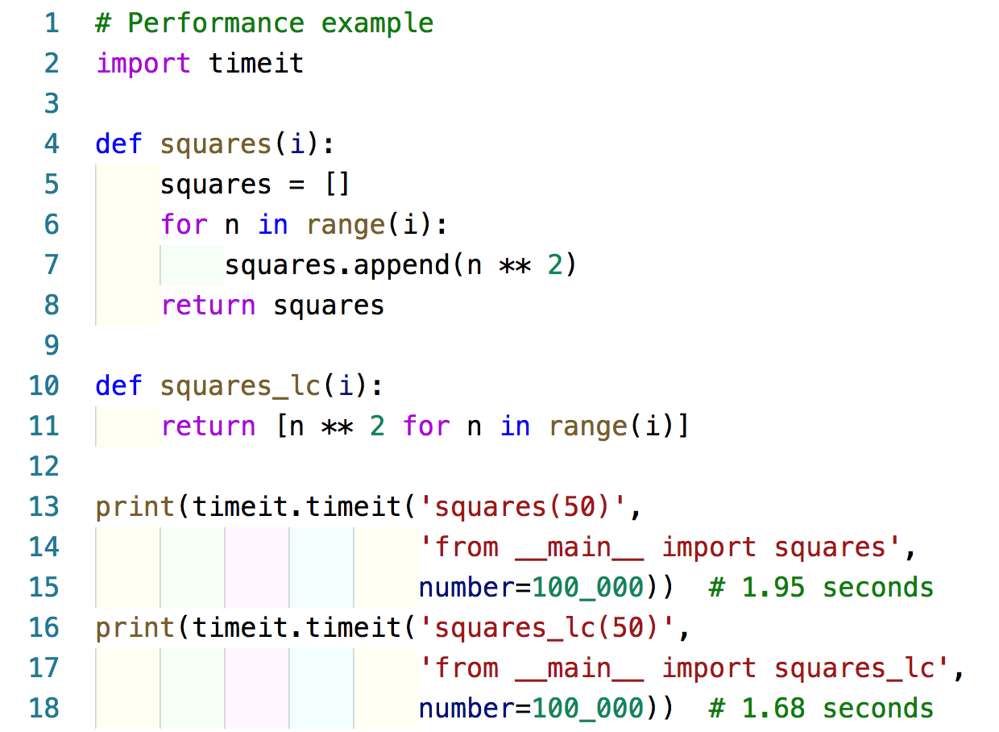 1 # Performance example
2 import timeit
3
4 def squares(i):
5     squares = []
6     for n in range(i):
7         squares.append(n ** 2)
8     return squares
9
10 def squares_lc(i):
11     return [n ** 2 for n in range(i)]
12
13 print(timeit.timeit('squares(50)',
14                     'from __main__ import squares',
15                     number=100_000))  # 1.95 seconds
16 print(timeit.timeit('squares_lc(50)',
17                     'from __main__ import squares_lc',
18                     number=100_000))  # 1.68 seconds